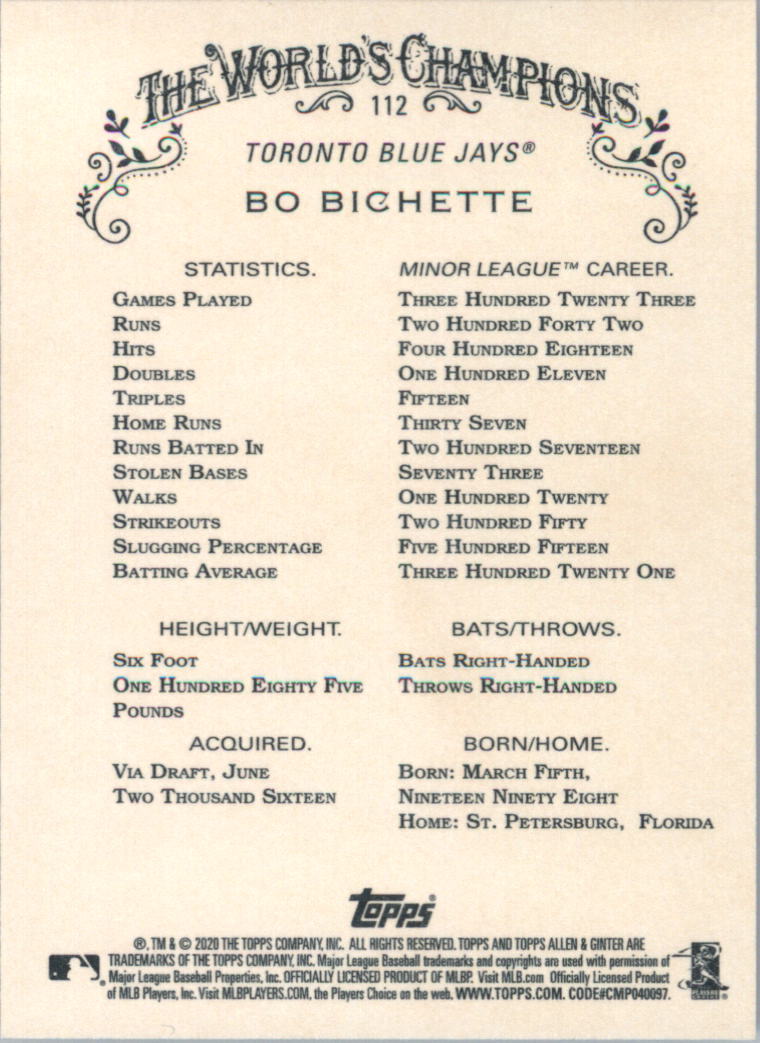 THE WORLD'S CHAMPIONS
112
TORONTO BLUE JAYS®
BO BICHETTE
STATISTICS. MINOR LEAGUE™ CAREER.
GAMES PLAYED THREE HUNDRED TWENTY THREE
RUNS TWO HUNDRED FORTY TWO
HITS FOUR HUNDRED EIGHTEEN
DOUBLES ONE HUNDRED ELEVEN
TRIPLES FIFTEEN
HOME RUNS THIRTY SEVEN
RUNS BATTED IN TWO HUNDRED SEVENTEEN
STOLEN BASES SEVENTY THREE
WALKS ONE HUNDRED TWENTY
STRIKEOUTS TWO HUNDRED FIFTY
SLUGGING PERCENTAGE FIVE HUNDRED FIFTEEN
BATTING AVERAGE THREE HUNDRED TWENTY ONE
HEIGHT/WEIGHT. BATS/THROWS.
SIX FOOT BATS RIGHT-HANDED
ONE HUNDRED EIGHTY FIVE THROWS RIGHT-HANDED
POUNDS
ACQUIRED. BORN/HOME.
VIA DRAFT, JUNE BORN: MARCH FIFTH,
TWO THOUSAND SIXTEEN NINETEEN NINETY EIGHT
HOME: ST. PETERSBURG, FLORIDA
Topps®
®, TM & © 2020 THE TOPPS COMPANY, INC. ALL RIGHTS RESERVED. TOPPS AND TOPPS ALLEN & GINTER ARE
TRADEMARKS OF THE TOPPS COMPANY, INC. Major League Baseball trademarks and copyrights are used with permission of
Major League Baseball Properties, Inc. OFFICIALLY LICENSED PRODUCT OF MLBP. Visit MLB.com Officially Licensed Product
of MLB Players, Inc. Visit MLBPLAYERS.COM, the Players Choice on the web. WWW.TOPPS.COM. CODE#CMP040097.